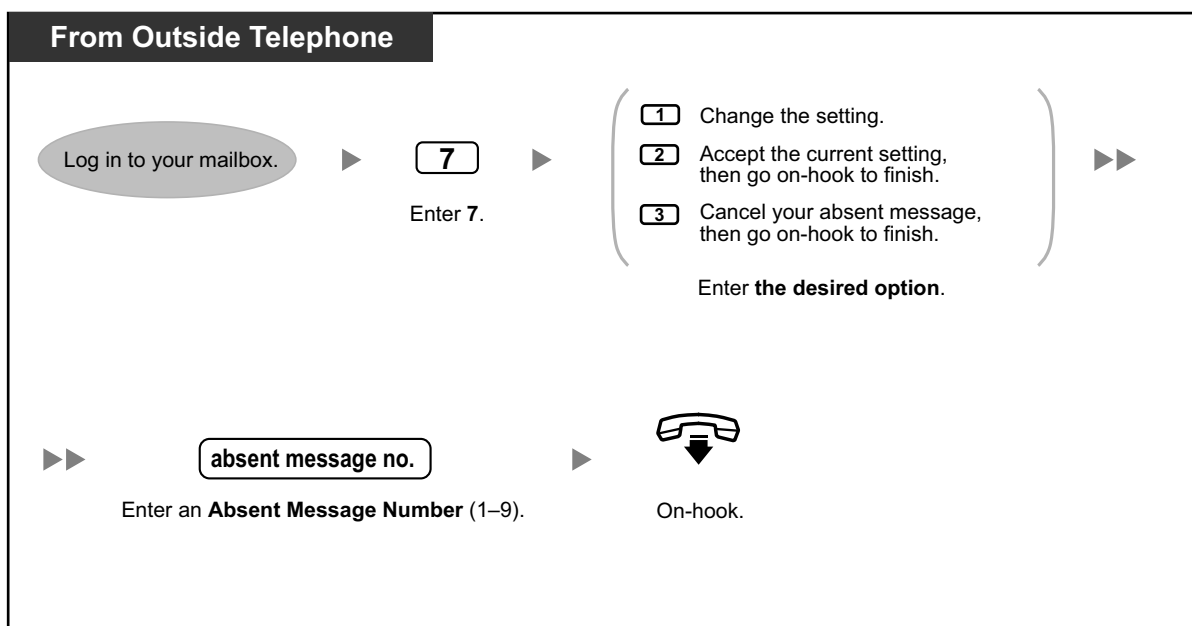 From Outside Telephone
Log in to your mailbox.
7
Enter 7.
1 Change the setting.
2 Accept the current setting,
then go on-hook to finish.
3 Cancel your absent message,
then go on-hook to finish.
Enter the desired option.
absent message no.
Enter an Absent Message Number (1–9).
On-hook.